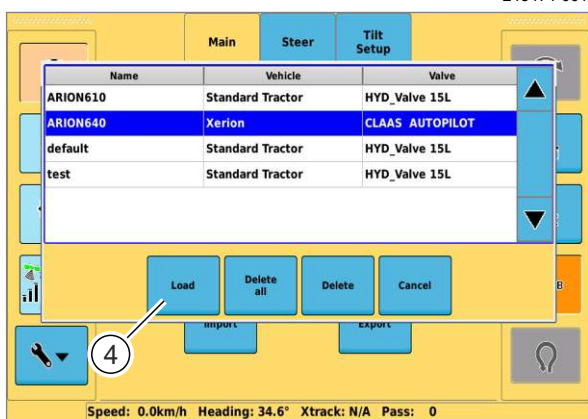 Main Steer Tilt Setup
Name Vehicle Valve
ARION610 Standard Tractor HYD_Valve 15L
ARION640 Xerion CLAAS AUTOPILOT
default Standard Tractor HYD_Valve 15L
test Standard Tractor HYD_Valve 15L
Load Delete all Delete Cancel
B
Import Export
4
Speed: 0.0km/h Heading: 34.6° Xtrack: N/A Pass: 0